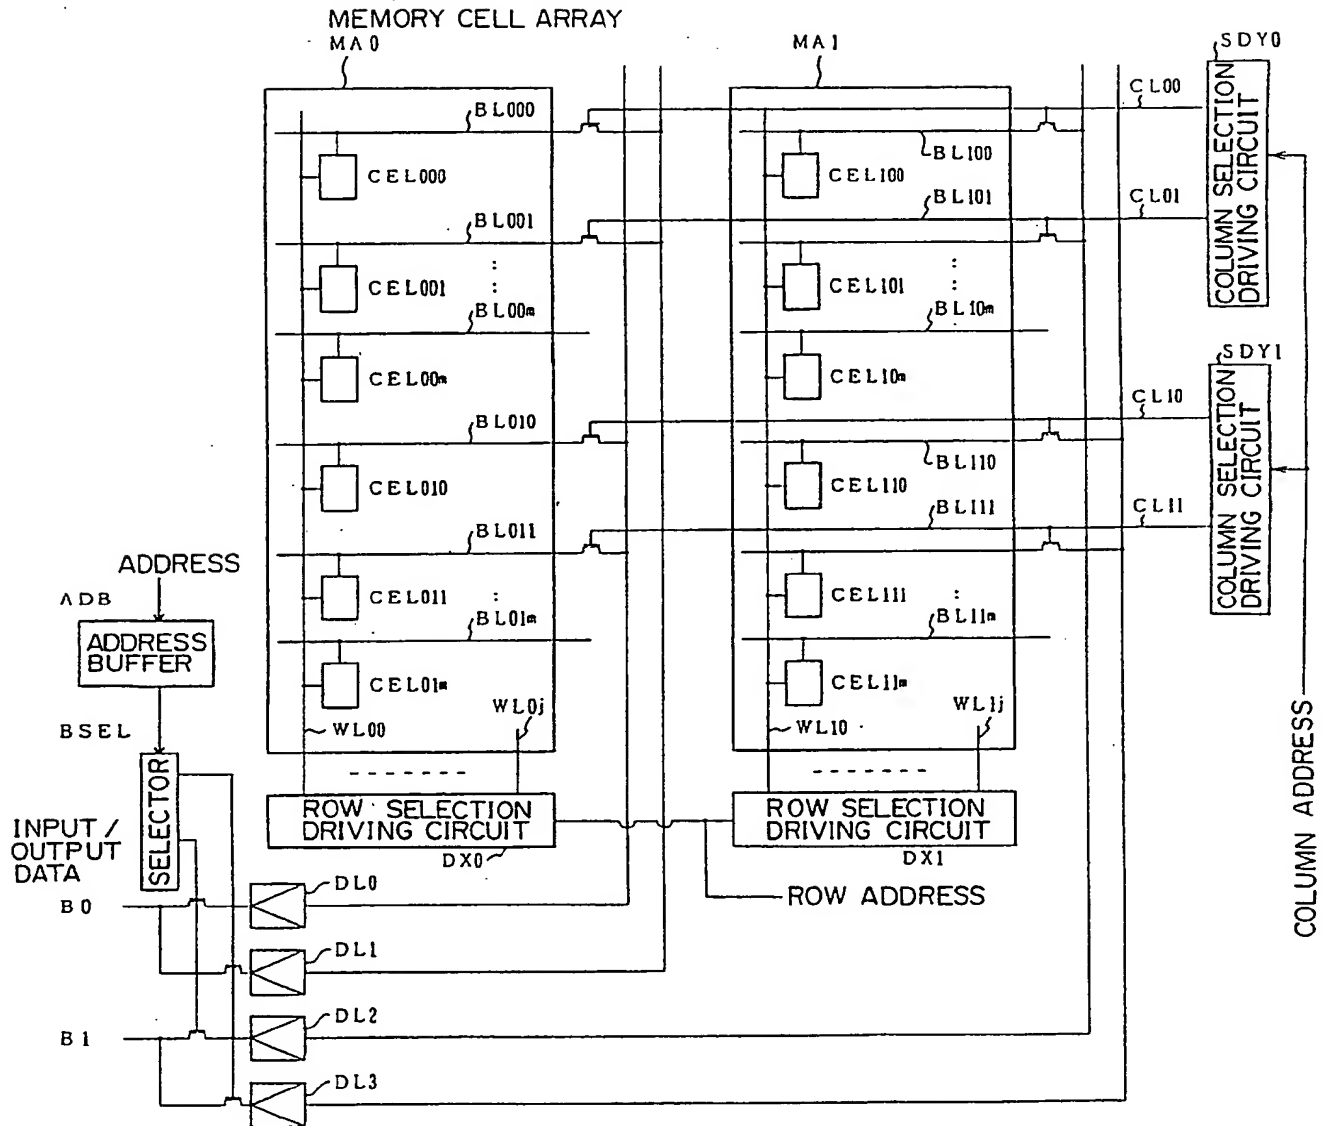 MEMORY CELL ARRAY
MA0
MA1
SDY0
BL000
CL00
COLUMN SELECTION
DRIVING CIRCUIT
CEL000
BL100
CEL100
BL001
BL101
CL01
CEL001
:
:
CEL101
:
:
BL00m
BL10m
SDY1
CEL00m
CEL10m
CL10
COLUMN SELECTION
DRIVING CIRCUIT
BL010
BL110
CEL010
CEL110
BL011
BL111
CL11
ADDRESS
ADB
ADDRESS
BUFFER
CEL011
:
CEL111
:
BL01m
BL11m
CEL01m
CEL11m
BSEL
WL00
WL0j
WL10
WL1j
SELECTOR
COLUMN ADDRESS
ROW SELECTION
DRIVING CIRCUIT
DX0
ROW SELECTION
DRIVING CIRCUIT
DX1
INPUT/
OUTPUT
DATA
ROW ADDRESS
B0
DL0
DL1
B1
DL2
DL3